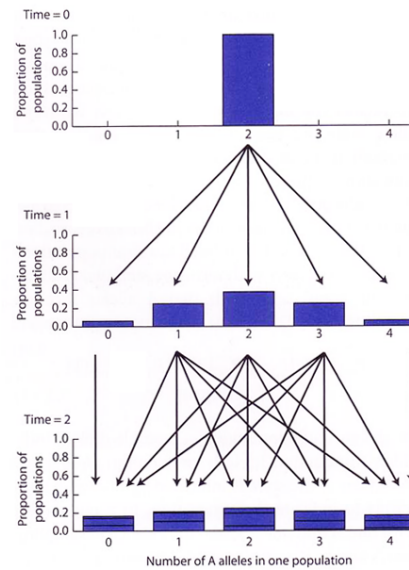 Time = 0
Proportion of
populations
1.0
0.8
0.6
0.4
0.2
0.0
0 1 2 3 4
Time = 1
Proportion of
populations
1.0
0.8
0.6
0.4
0.2
0.0
0 1 2 3 4
Time = 2
Proportion of
populations
1.0
0.8
0.6
0.4
0.2
0.0
0 1 2 3 4
Number of A alleles in one population